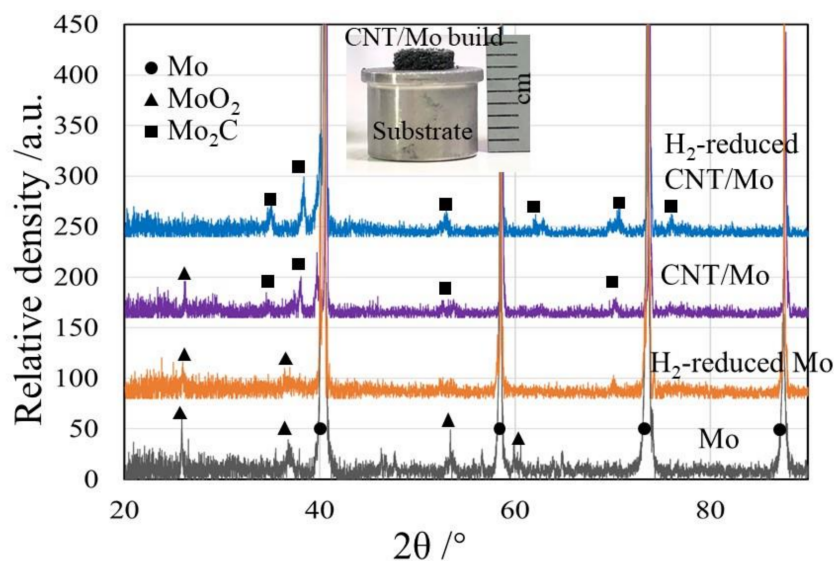 450
400
350
300
250
200
150
100
50
0
Relative density /a.u.
● Mo
▲ MoO₂
■ Mo₂C
CNT/Mo build
Substrate
cm
H₂-reduced
CNT/Mo
CNT/Mo
H₂-reduced Mo
Mo
20 40 60 80
2θ /°